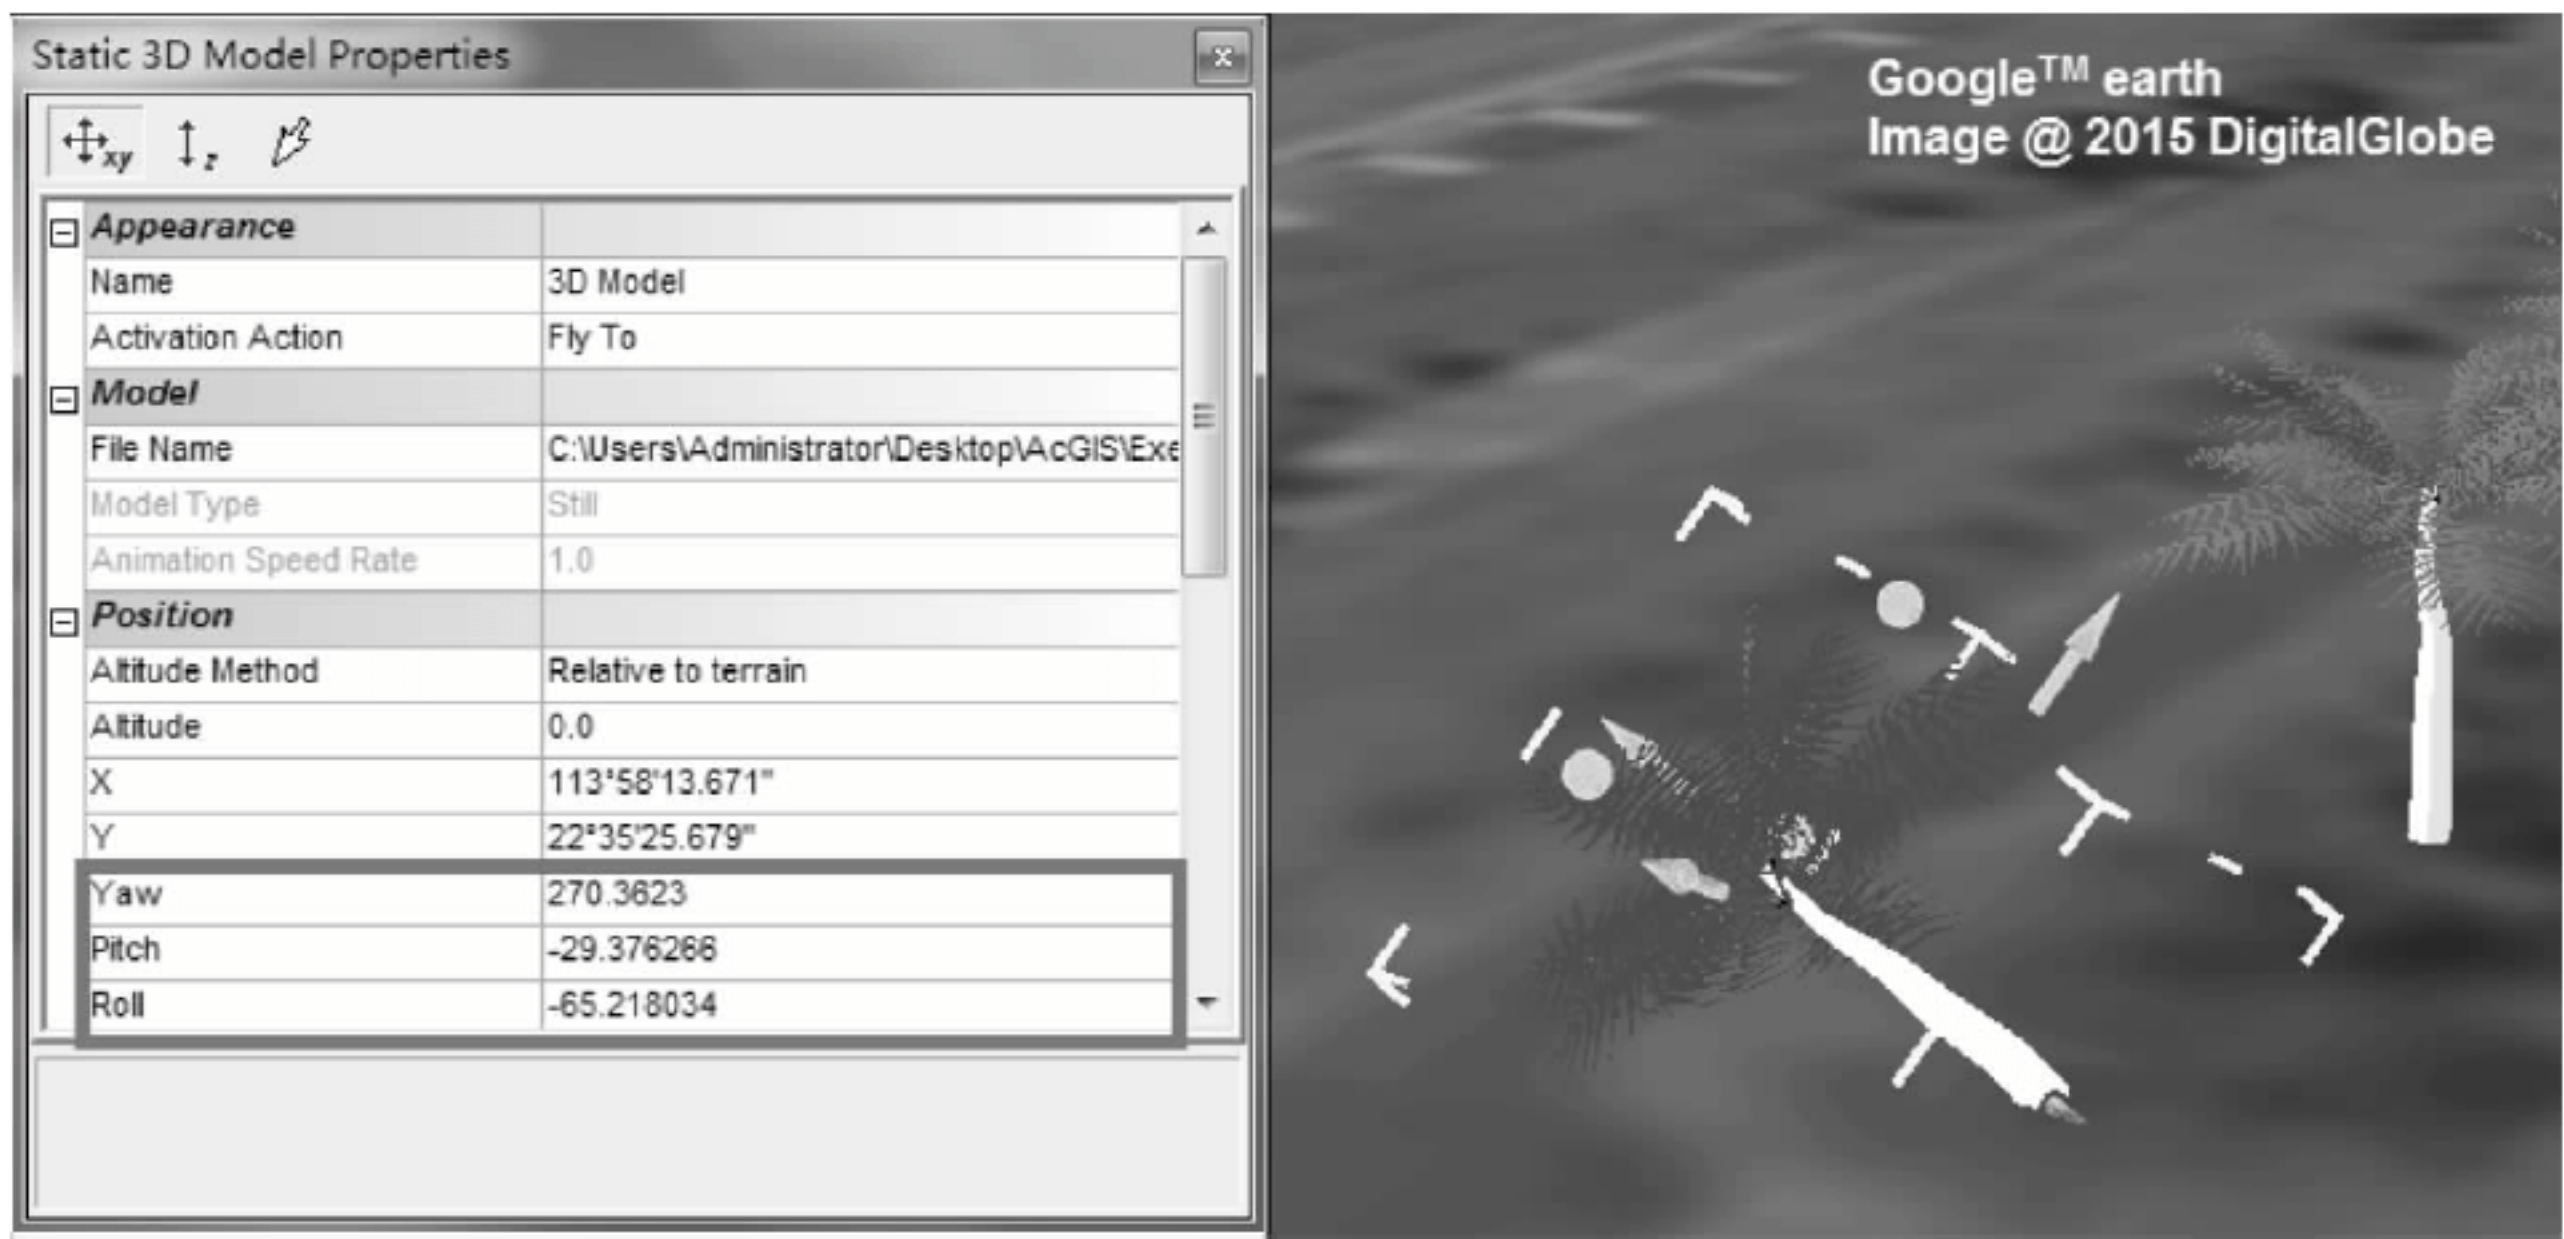 Static 3D Model Properties
xy
z
Appearance
Name 3D Model
Activation Action Fly To
Model
File Name C:\Users\Administrator\Desktop\AcGIS\Exe
Model Type Still
Animation Speed Rate 1.0
Position
Altitude Method Relative to terrain
Altitude 0.0
X 113°58'13.671"
Y 22°35'25.679"
Yaw 270.3623
Pitch -29.376266
Roll -65.218034
Google™ earth
Image @ 2015 DigitalGlobe